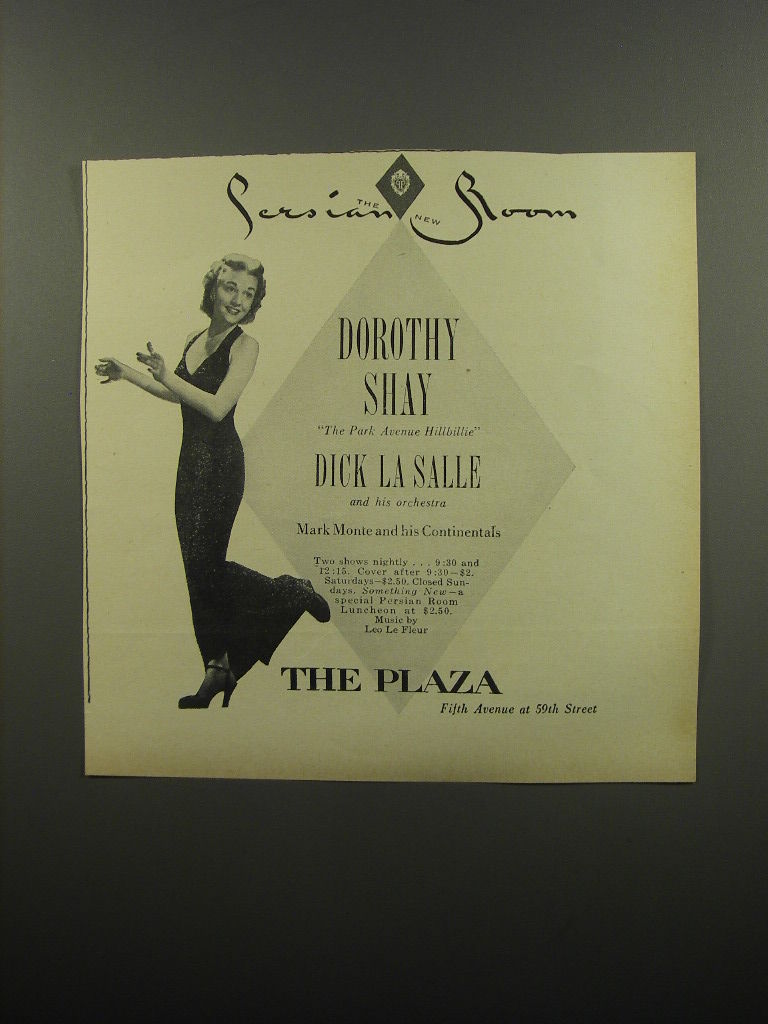 THE NEW
Persian Room
DOROTHY
SHAY
"The Park Avenue Hillbillie"
DICK LA SALLE
and his orchestra
Mark Monte and his Continentals
Two shows nightly . . . 9:30 and
12:15. Cover after 9:30—$2.
Saturdays—$2.50. Closed Sun-
days. Something New—a
special Persian Room
Luncheon at $2.50.
Music by
Leo Le Fleur
THE PLAZA
Fifth Avenue at 59th Street